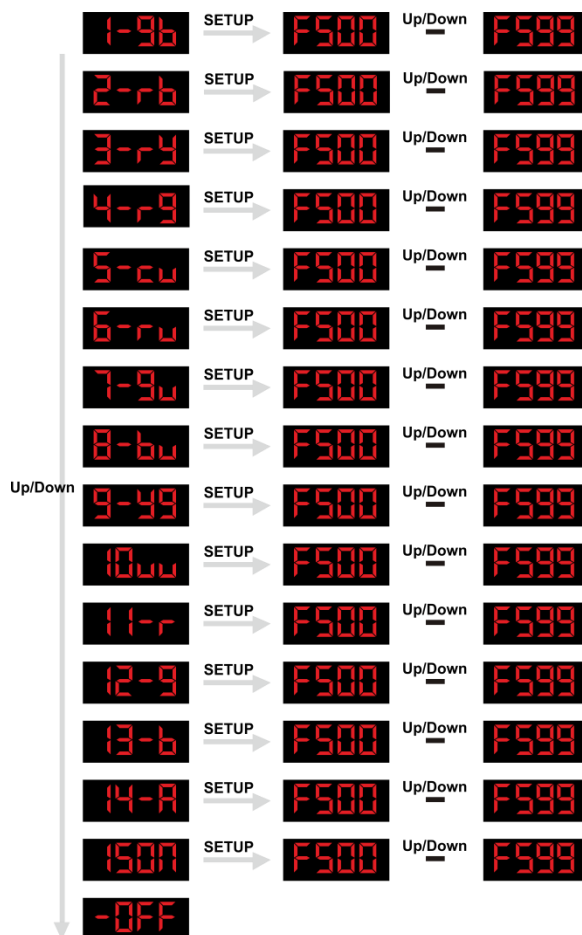 1-9b SETUP F500 Up/Down F599
2-rb SETUP F500 Up/Down F599
3-rY SETUP F500 Up/Down F599
4-r9 SETUP F500 Up/Down F599
5-cu SETUP F500 Up/Down F599
6-ru SETUP F500 Up/Down F599
7-9u SETUP F500 Up/Down F599
8-bu SETUP F500 Up/Down F599
Up/Down 9-Y9 SETUP F500 Up/Down F599
10uu SETUP F500 Up/Down F599
11-r SETUP F500 Up/Down F599
12-9 SETUP F500 Up/Down F599
13-b SETUP F500 Up/Down F599
14-A SETUP F500 Up/Down F599
150N SETUP F500 Up/Down F599
-OFF